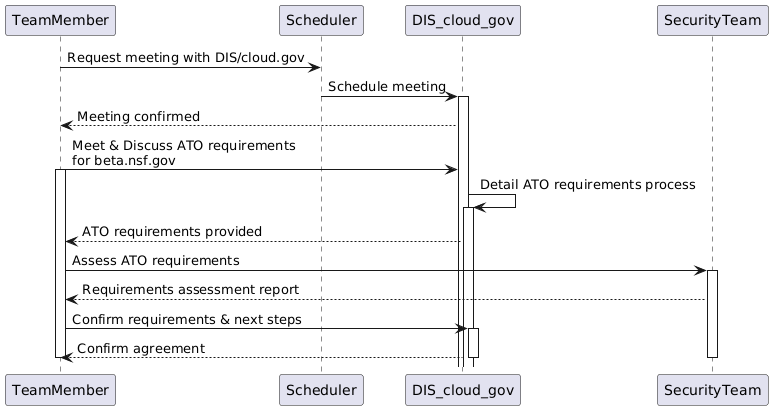 TeamMember
Scheduler
DIS_cloud_gov
SecurityTeam
Request meeting with DIS/cloud.gov
Schedule meeting
Meeting confirmed
Meet & Discuss ATO requirements
for beta.nsf.gov
Detail ATO requirements process
ATO requirements provided
Assess ATO requirements
Requirements assessment report
Confirm requirements & next steps
Confirm agreement
TeamMember
Scheduler
DIS_cloud_gov
SecurityTeam